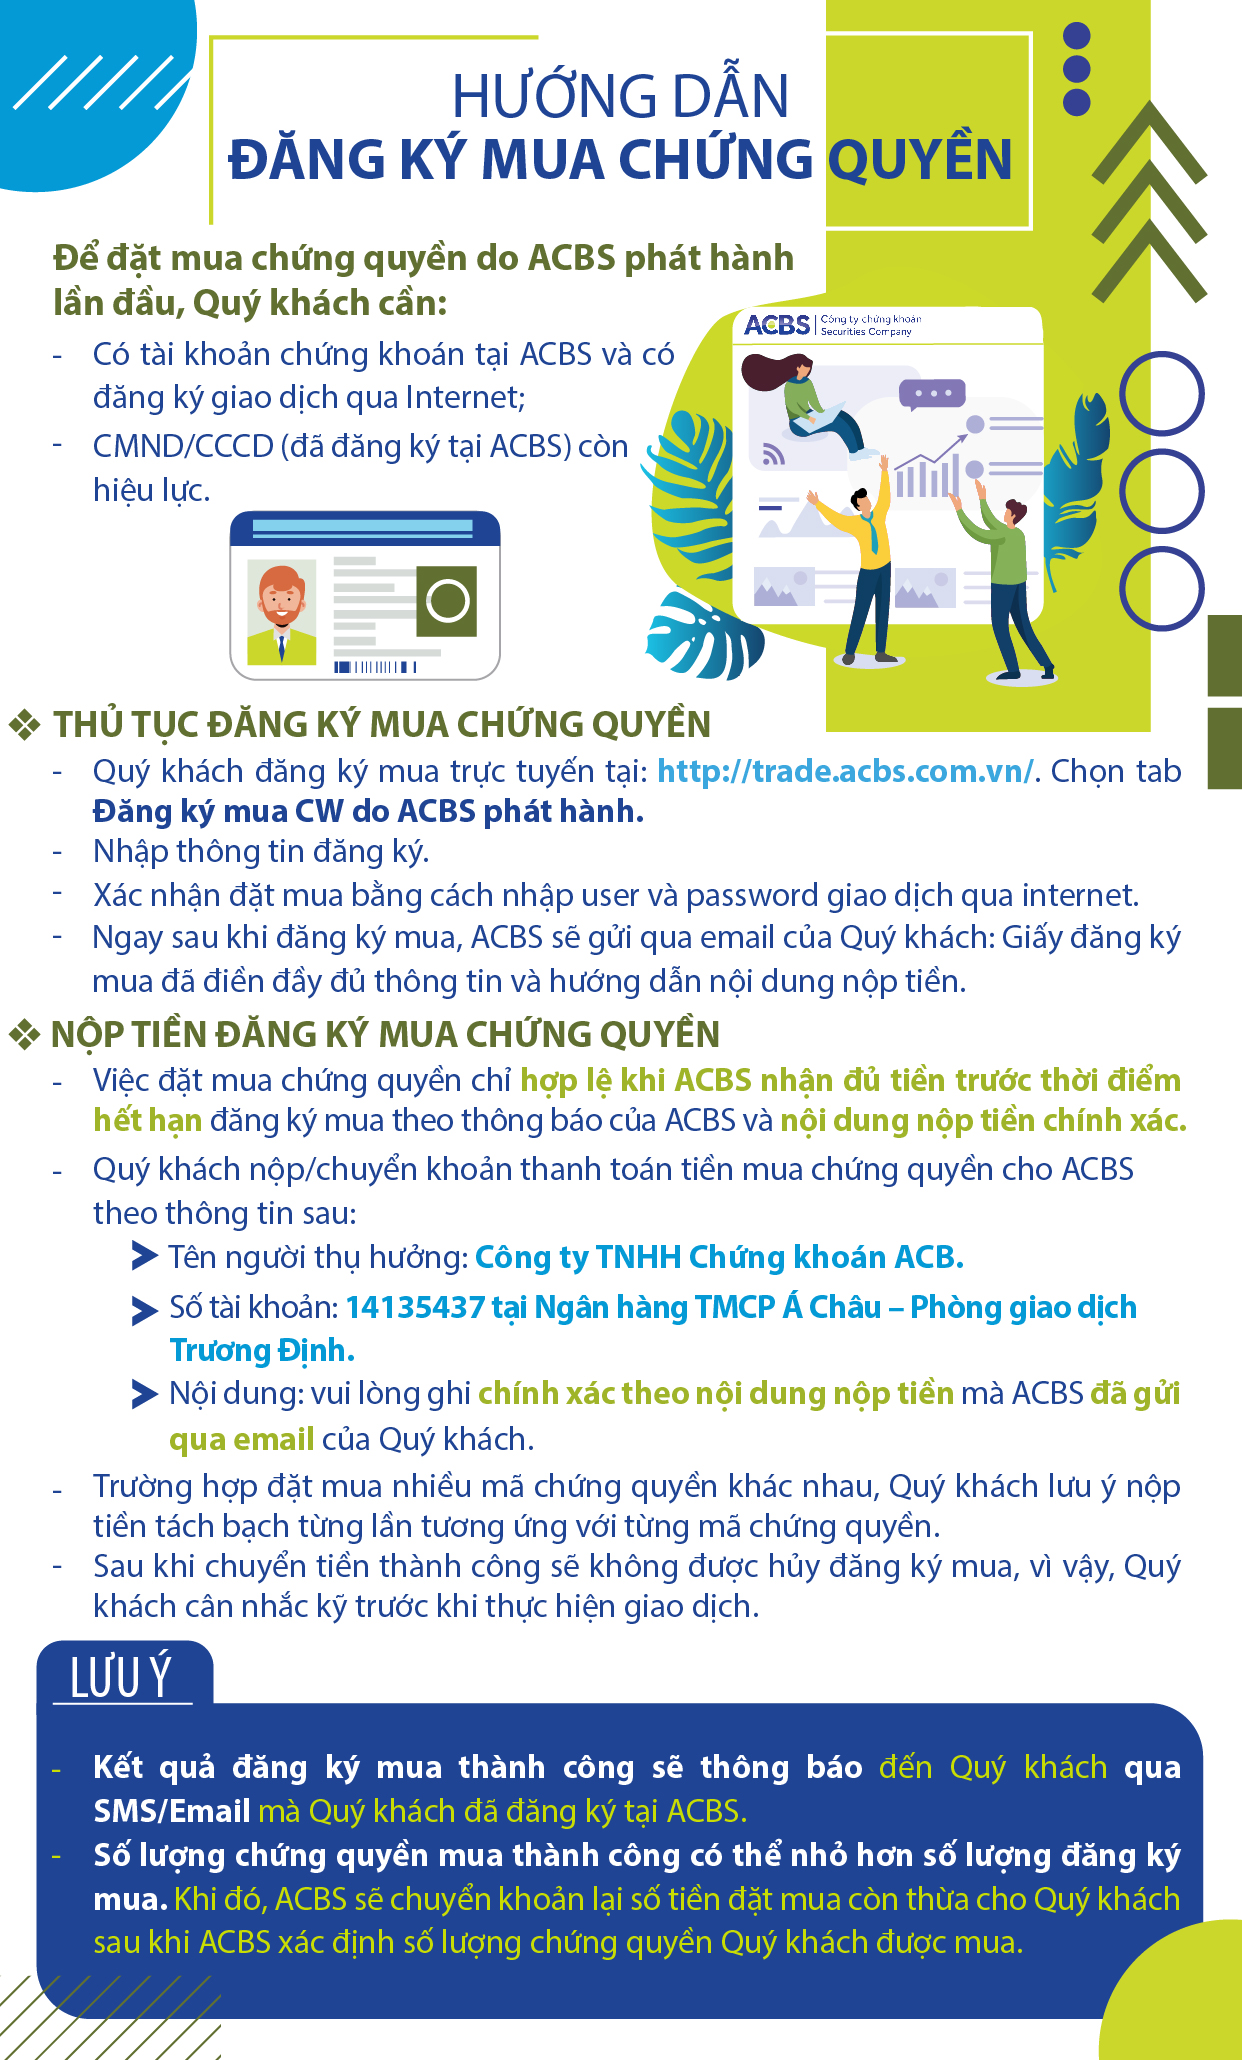 HƯỚNG DẪN
ĐĂNG KÝ MUA CHỨNG QUYỀN
Để đặt mua chứng quyền do ACBS phát hành
lần đầu, Quý khách cần:
- Có tài khoản chứng khoán tại ACBS và có
đăng ký giao dịch qua Internet;
- CMND/CCCD (đã đăng ký tại ACBS) còn
hiệu lực.
ACBS | Công ty chứng khoán
Securities Company
❖ THỦ TỤC ĐĂNG KÝ MUA CHỨNG QUYỀN
- Quý khách đăng ký mua trực tuyến tại: http://trade.acbs.com.vn/. Chọn tab
Đăng ký mua CW do ACBS phát hành.
- Nhập thông tin đăng ký.
- Xác nhận đặt mua bằng cách nhập user và password giao dịch qua internet.
- Ngay sau khi đăng ký mua, ACBS sẽ gửi qua email của Quý khách: Giấy đăng ký
mua đã điền đầy đủ thông tin và hướng dẫn nội dung nộp tiền.
❖ NỘP TIỀN ĐĂNG KÝ MUA CHỨNG QUYỀN
- Việc đặt mua chứng quyền chỉ hợp lệ khi ACBS nhận đủ tiền trước thời điểm
hết hạn đăng ký mua theo thông báo của ACBS và nội dung nộp tiền chính xác.
- Quý khách nộp/chuyển khoản thanh toán tiền mua chứng quyền cho ACBS
theo thông tin sau:
➤ Tên người thụ hưởng: Công ty TNHH Chứng khoán ACB.
➤ Số tài khoản: 14135437 tại Ngân hàng TMCP Á Châu – Phòng giao dịch
Trương Định.
➤ Nội dung: vui lòng ghi chính xác theo nội dung nộp tiền mà ACBS đã gửi
qua email của Quý khách.
- Trường hợp đặt mua nhiều mã chứng quyền khác nhau, Quý khách lưu ý nộp
tiền tách bạch từng lần tương ứng với từng mã chứng quyền.
- Sau khi chuyển tiền thành công sẽ không được hủy đăng ký mua, vì vậy, Quý
khách cân nhắc kỹ trước khi thực hiện giao dịch.
LƯU Ý
- Kết quả đăng ký mua thành công sẽ thông báo đến Quý khách qua
SMS/Email mà Quý khách đã đăng ký tại ACBS.
- Số lượng chứng quyền mua thành công có thể nhỏ hơn số lượng đăng ký
mua. Khi đó, ACBS sẽ chuyển khoản lại số tiền đặt mua còn thừa cho Quý khách
sau khi ACBS xác định số lượng chứng quyền Quý khách được mua.